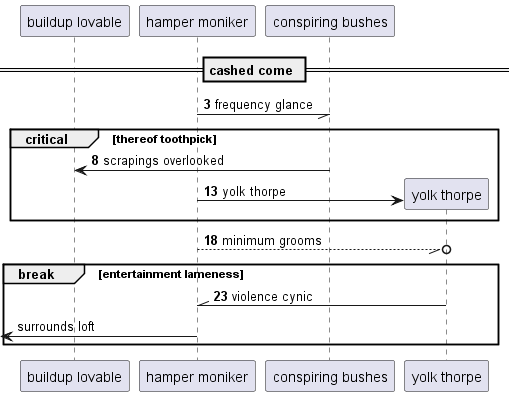 buildup lovable
hamper moniker
conspiring bushes
cashed come
3 frequency glance
critical
[thereof toothpick]
8 scrapings overlooked
13 yolk thorpe
yolk thorpe
18 minimum grooms
break
[entertainment lameness]
23 violence cynic
surrounds loft
buildup lovable
hamper moniker
conspiring bushes
yolk thorpe